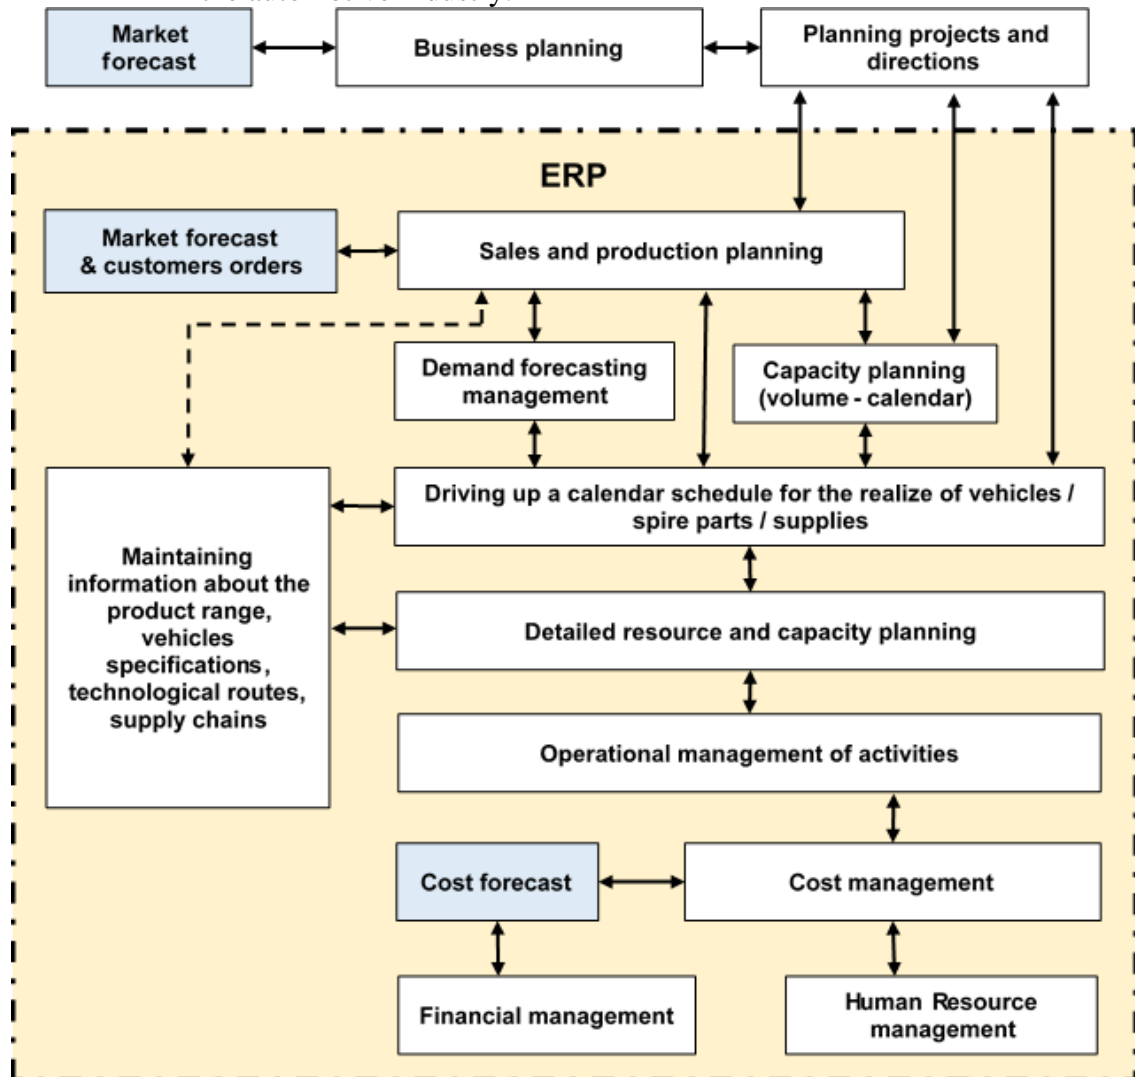 Market
forecast
Business planning
Planning projects and
directions
ERP
Market forecast
& customers orders
Sales and production planning
Demand forecasting
management
Capacity planning
(volume - calendar)
Driving up a calendar schedule for the realize of vehicles /
spire parts / supplies
Maintaining
information about the
product range,
vehicles
specifications,
technological routes,
supply chains
Detailed resource and capacity planning
Operational management of activities
Cost forecast
Cost management
Financial management
Human Resource
management